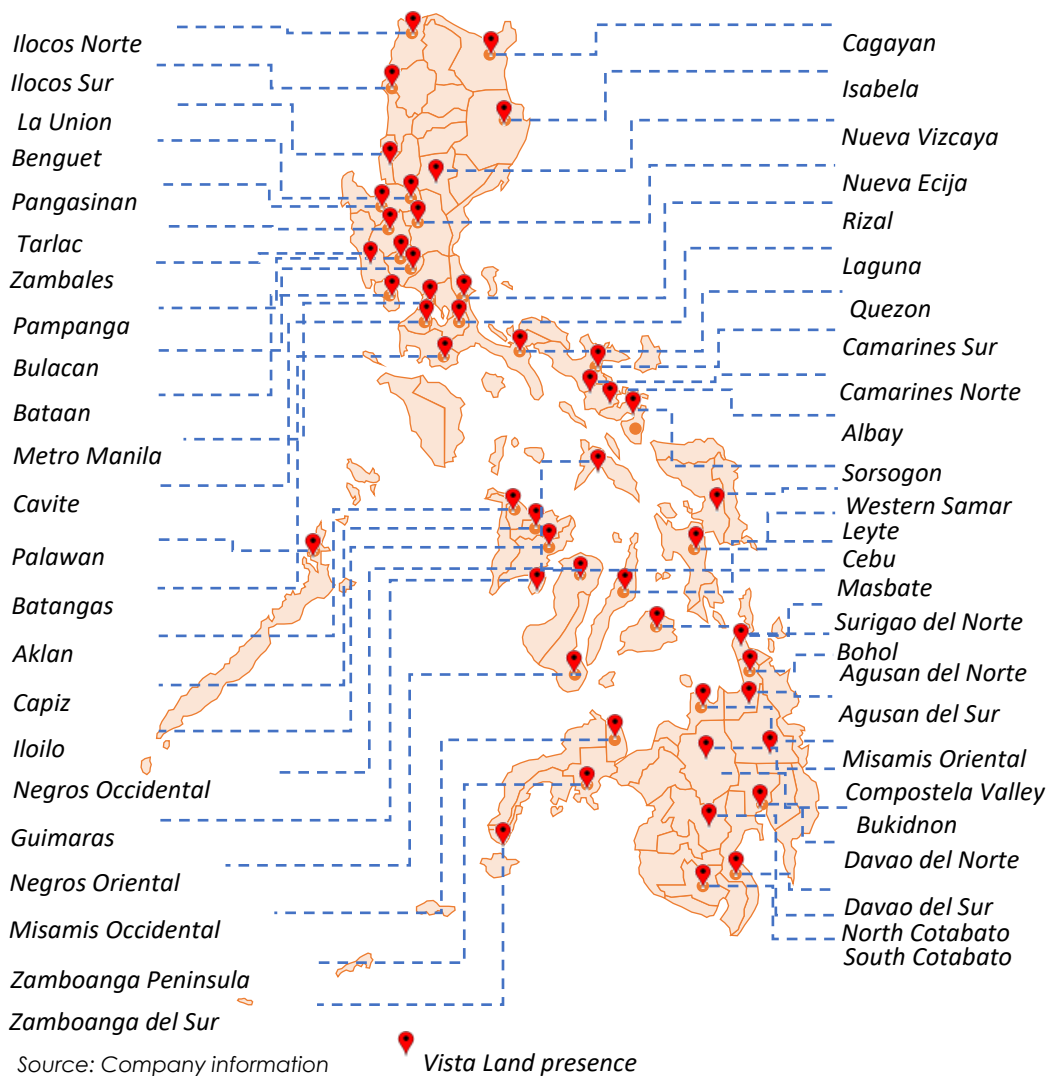 Ilocos Norte
Ilocos Sur
La Union
Benguet
Pangasinan
Tarlac
Zambales
Pampanga
Bulacan
Bataan
Metro Manila
Cavite
Palawan
Batangas
Aklan
Capiz
Iloilo
Negros Occidental
Guimaras
Negros Oriental
Misamis Occidental
Zamboanga Peninsula
Zamboanga del Sur
Cagayan
Isabela
Nueva Vizcaya
Nueva Ecija
Rizal
Laguna
Quezon
Camarines Sur
Camarines Norte
Albay
Sorsogon
Western Samar
Leyte
Cebu
Masbate
Surigao del Norte
Bohol
Agusan del Norte
Agusan del Sur
Misamis Oriental
Compostela Valley
Bukidnon
Davao del Norte
Davao del Sur
North Cotabato
South Cotabato
Source: Company information
Vista Land presence